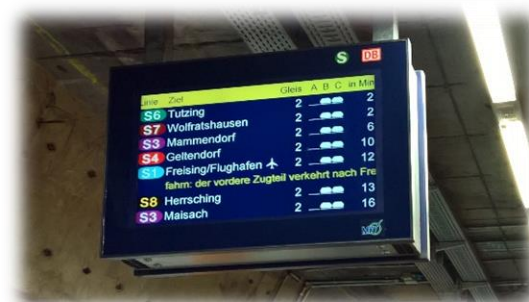 S DB
Linie Ziel Gleis A B C in Min
S6 Tutzing 2 2
S7 Wolfratshausen 2 2
S3 Mammendorf 2 6
S4 Geltendorf 2 10
S1 Freising/Flughafen 2 12
fahrn: der vordere Zugteil verkehrt nach Fre
S8 Herrsching 2 13
S3 Maisach 2 16